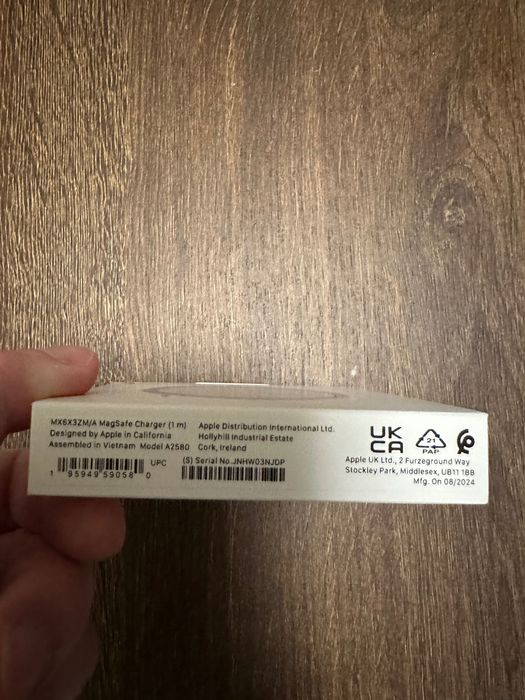 MX6X3ZM/A MagSafe Charger (1 m)
Designed by Apple in California
Assembled in Vietnam Model A2580
UPC
1 95949 59058 0
Apple Distribution International Ltd.
Hollyhill Industrial Estate
Cork, Ireland
(S) Serial No.JNHW03NJDP
UK
CA
21
PAP
Apple UK Ltd., 2 Furzeground Way
Stockley Park, Middlesex, UB11 1BB
Mfg. On 08/2024